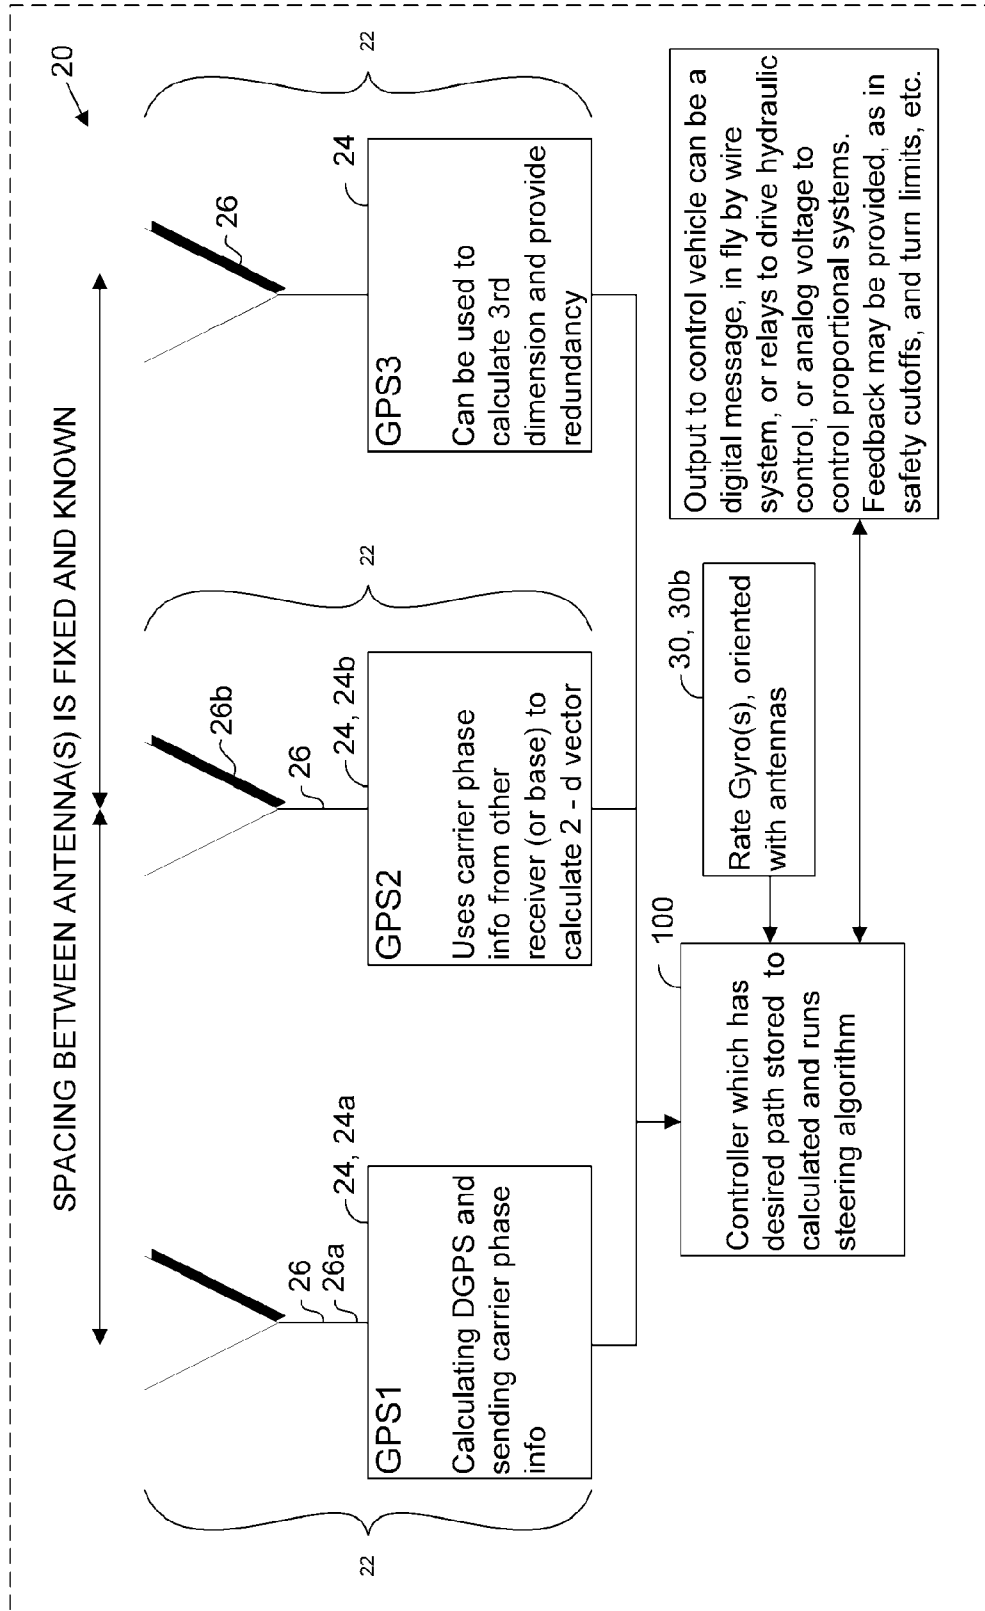 20
SPACING BETWEEN ANTENNA(S) IS FIXED AND KNOWN
22
26
26a
24, 24a
GPS1
Calculating DGPS and
sending carrier phase
info
22
26b
26
24, 24b
GPS2
Uses carrier phase
info from other
receiver (or base) to
calculate 2 - d vector
22
26
24
GPS3
Can be used to
calculate 3rd
dimension and provide
redundancy
100
Controller which has
desired path stored to
calculated and runs
steering algorithm
30, 30b
Rate Gyro(s), oriented
with antennas
Output to control vehicle can be a
digital message, in fly by wire
system, or relays to drive hydraulic
control, or analog voltage to
control proportional systems.
Feedback may be provided, as in
safety cutoffs, and turn limits, etc.